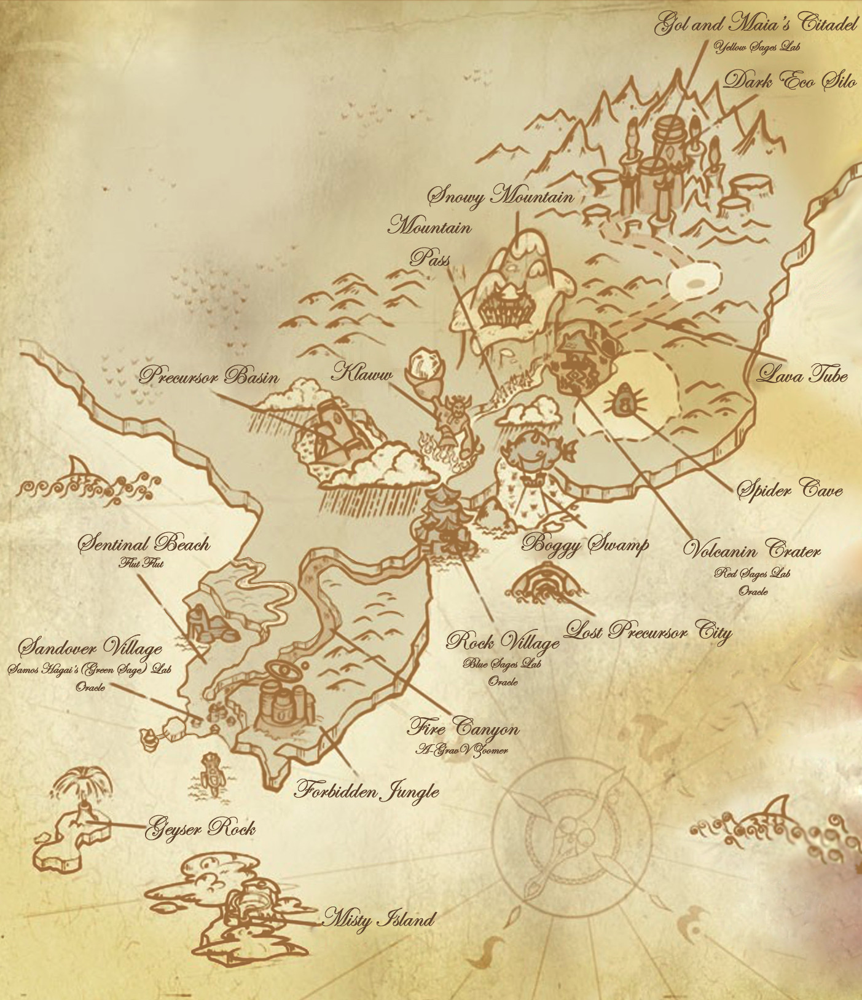 Gol and Maia's Citadel
Yellow Sages Lab
Dark Eco Silo
Snowy Mountain
Mountain
Pass
Precursor Basin
Klaww
Lava Tube
Spider Cave
Sentinal Beach
Flut Flut
Boggy Swamp
Volcanin Crater
Red Sages Lab
Oracle
Lost Precursor City
Rock Village
Blue Sages Lab
Oracle
Sandover Village
Samos Hagai's (Green Sage) Lab
Oracle
Fire Canyon
A-Grav V Zoomer
Forbidden Jungle
Geyser Rock
Misty Island